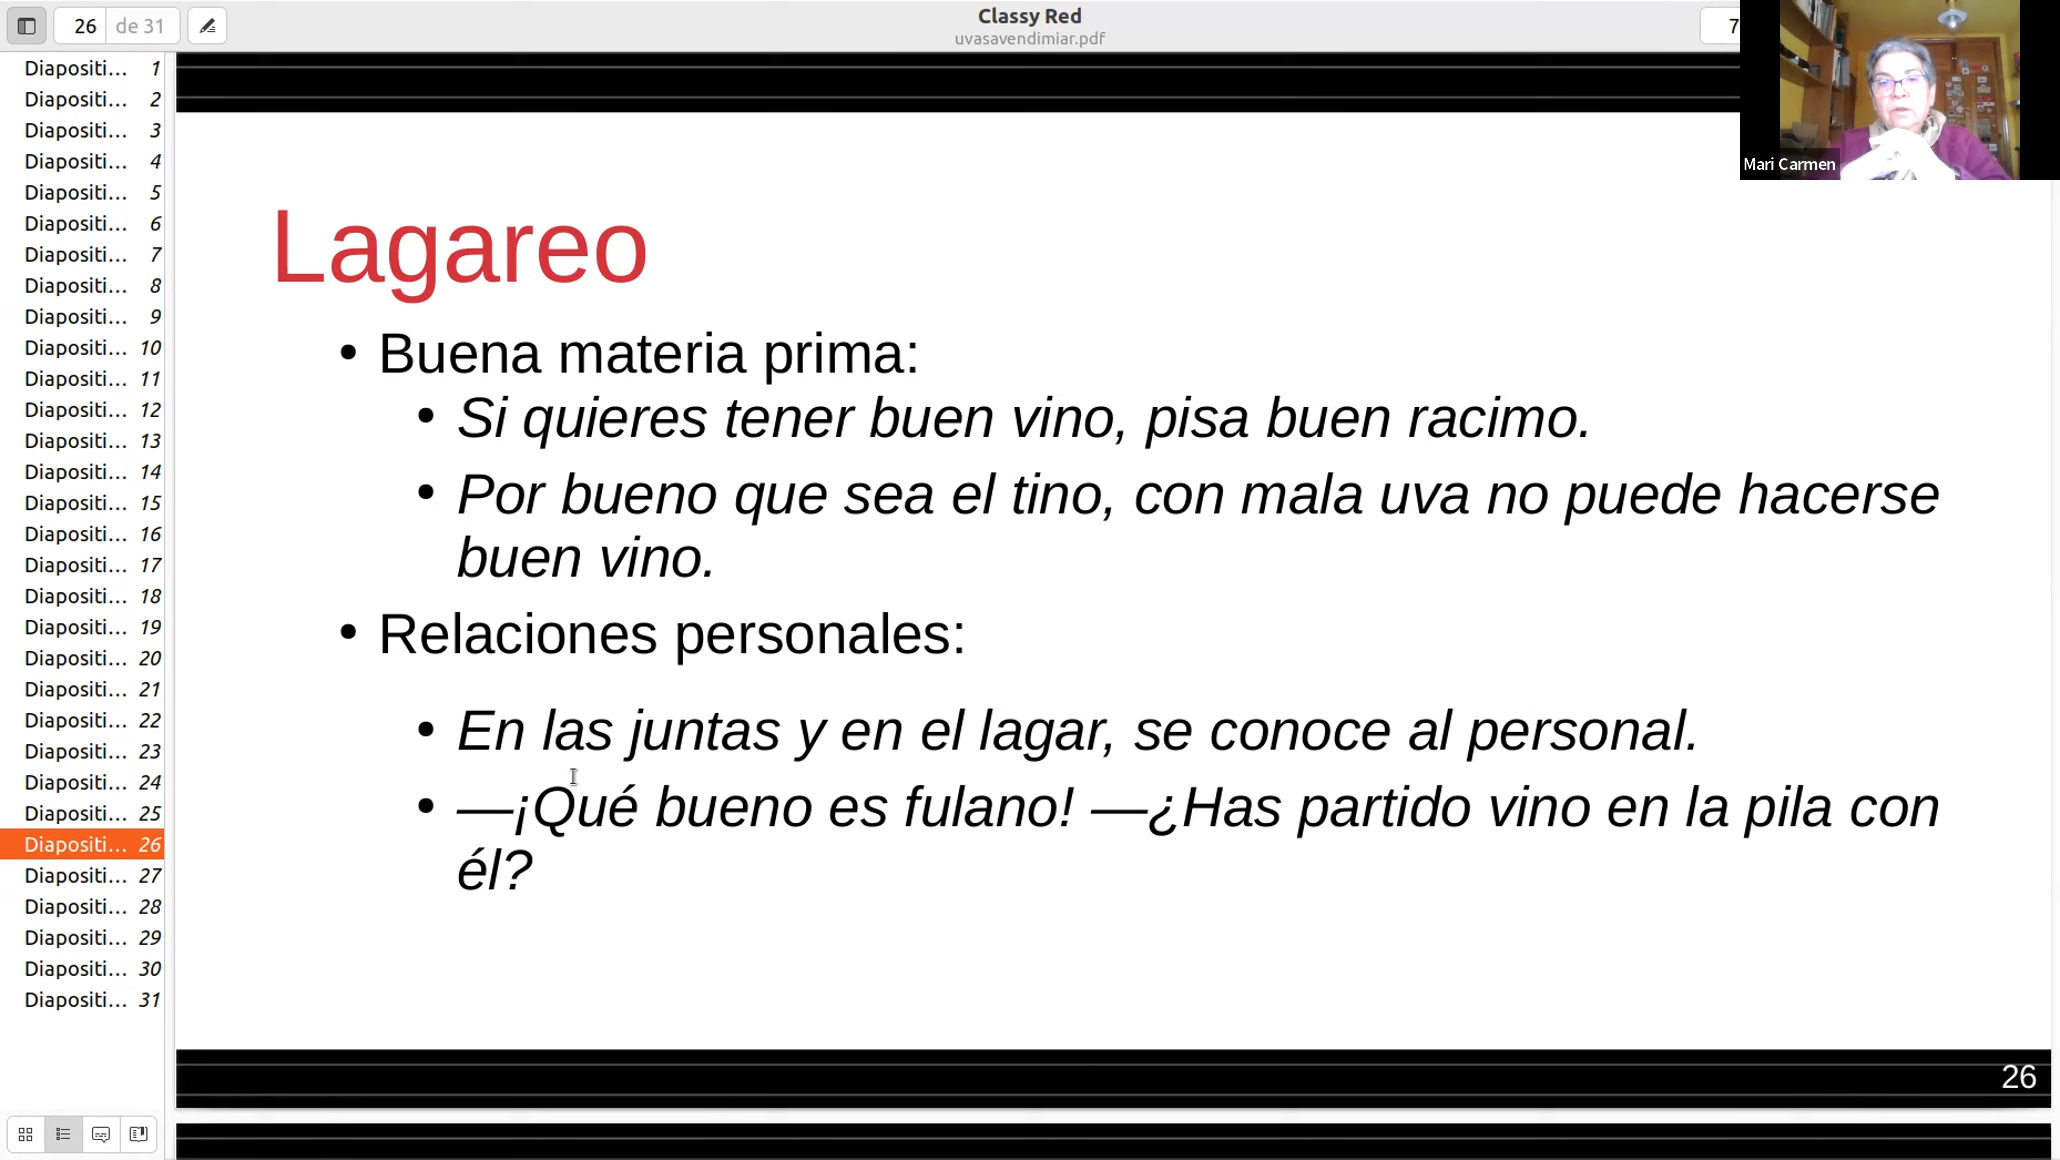 26 de 31
Classy Red
uvasavendimiar.pdf
7
Mari Carmen
Diapositi... 1
Diapositi... 2
Diapositi... 3
Diapositi... 4
Diapositi... 5
Diapositi... 6
Diapositi... 7
Diapositi... 8
Diapositi... 9
Diapositi... 10
Diapositi... 11
Diapositi... 12
Diapositi... 13
Diapositi... 14
Diapositi... 15
Diapositi... 16
Diapositi... 17
Diapositi... 18
Diapositi... 19
Diapositi... 20
Diapositi... 21
Diapositi... 22
Diapositi... 23
Diapositi... 24
Diapositi... 25
Diapositi... 26
Diapositi... 27
Diapositi... 28
Diapositi... 29
Diapositi... 30
Diapositi... 31
Lagareo
• Buena materia prima:
• Si quieres tener buen vino, pisa buen racimo.
• Por bueno que sea el tino, con mala uva no puede hacerse
buen vino.
• Relaciones personales:
• En las juntas y en el lagar, se conoce al personal.
• —¡Qué bueno es fulano! —¿Has partido vino en la pila con
él?
26